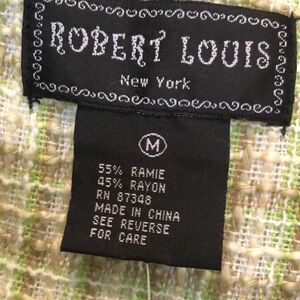 ROBERT LOUIS
New York
M
55% RAMIE
45% RAYON
RN 87348
MADE IN CHINA
SEE REVERSE
FOR CARE